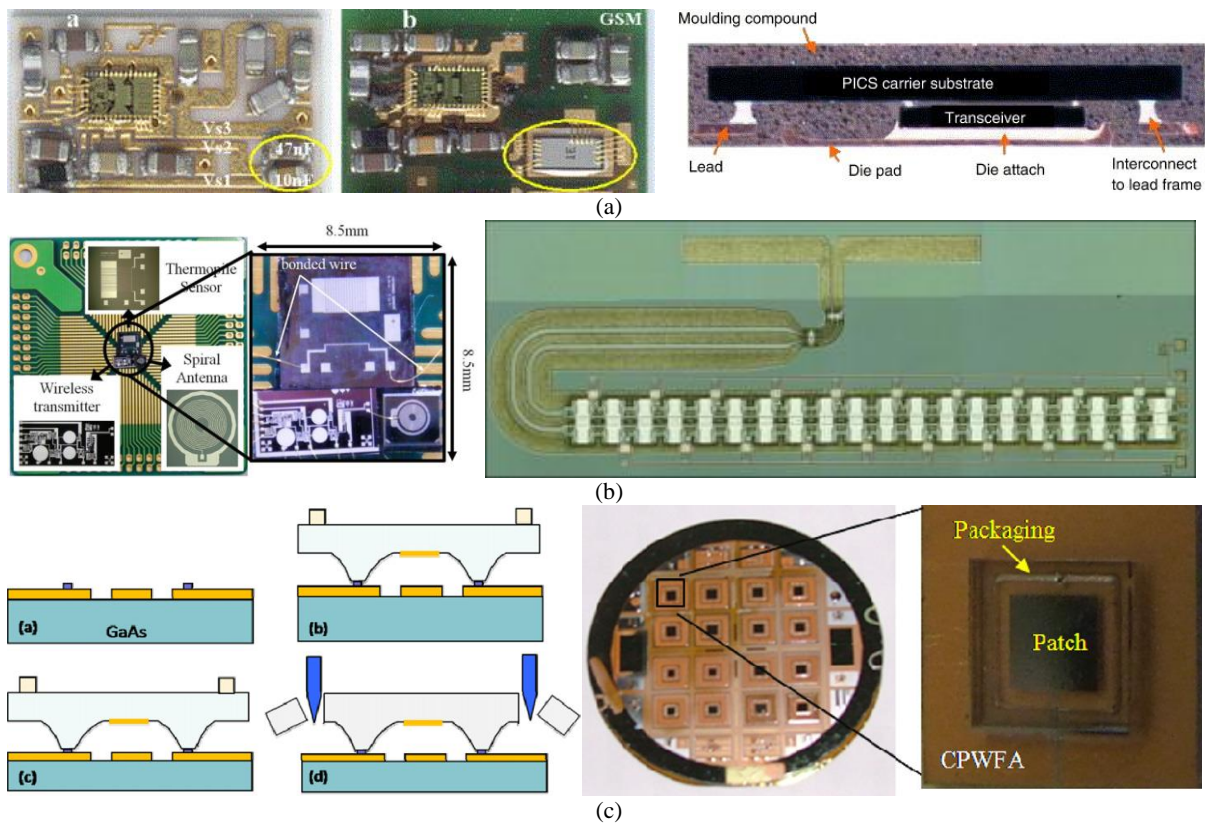 a
Vs3
Vs2
47nF
Vs1
10nF
b
GSM
Moulding compound
PICS carrier substrate
Transceiver
Lead
Die pad
Die attach
Interconnect
to lead frame
(a)
Thermopile
Sensor
Spiral
Antenna
Wireless
transmitter
8.5mm
bonded wire
8.5mm
(b)
(a)
GaAs
(b)
(c)
(d)
Packaging
Patch
CPWFA
(c)